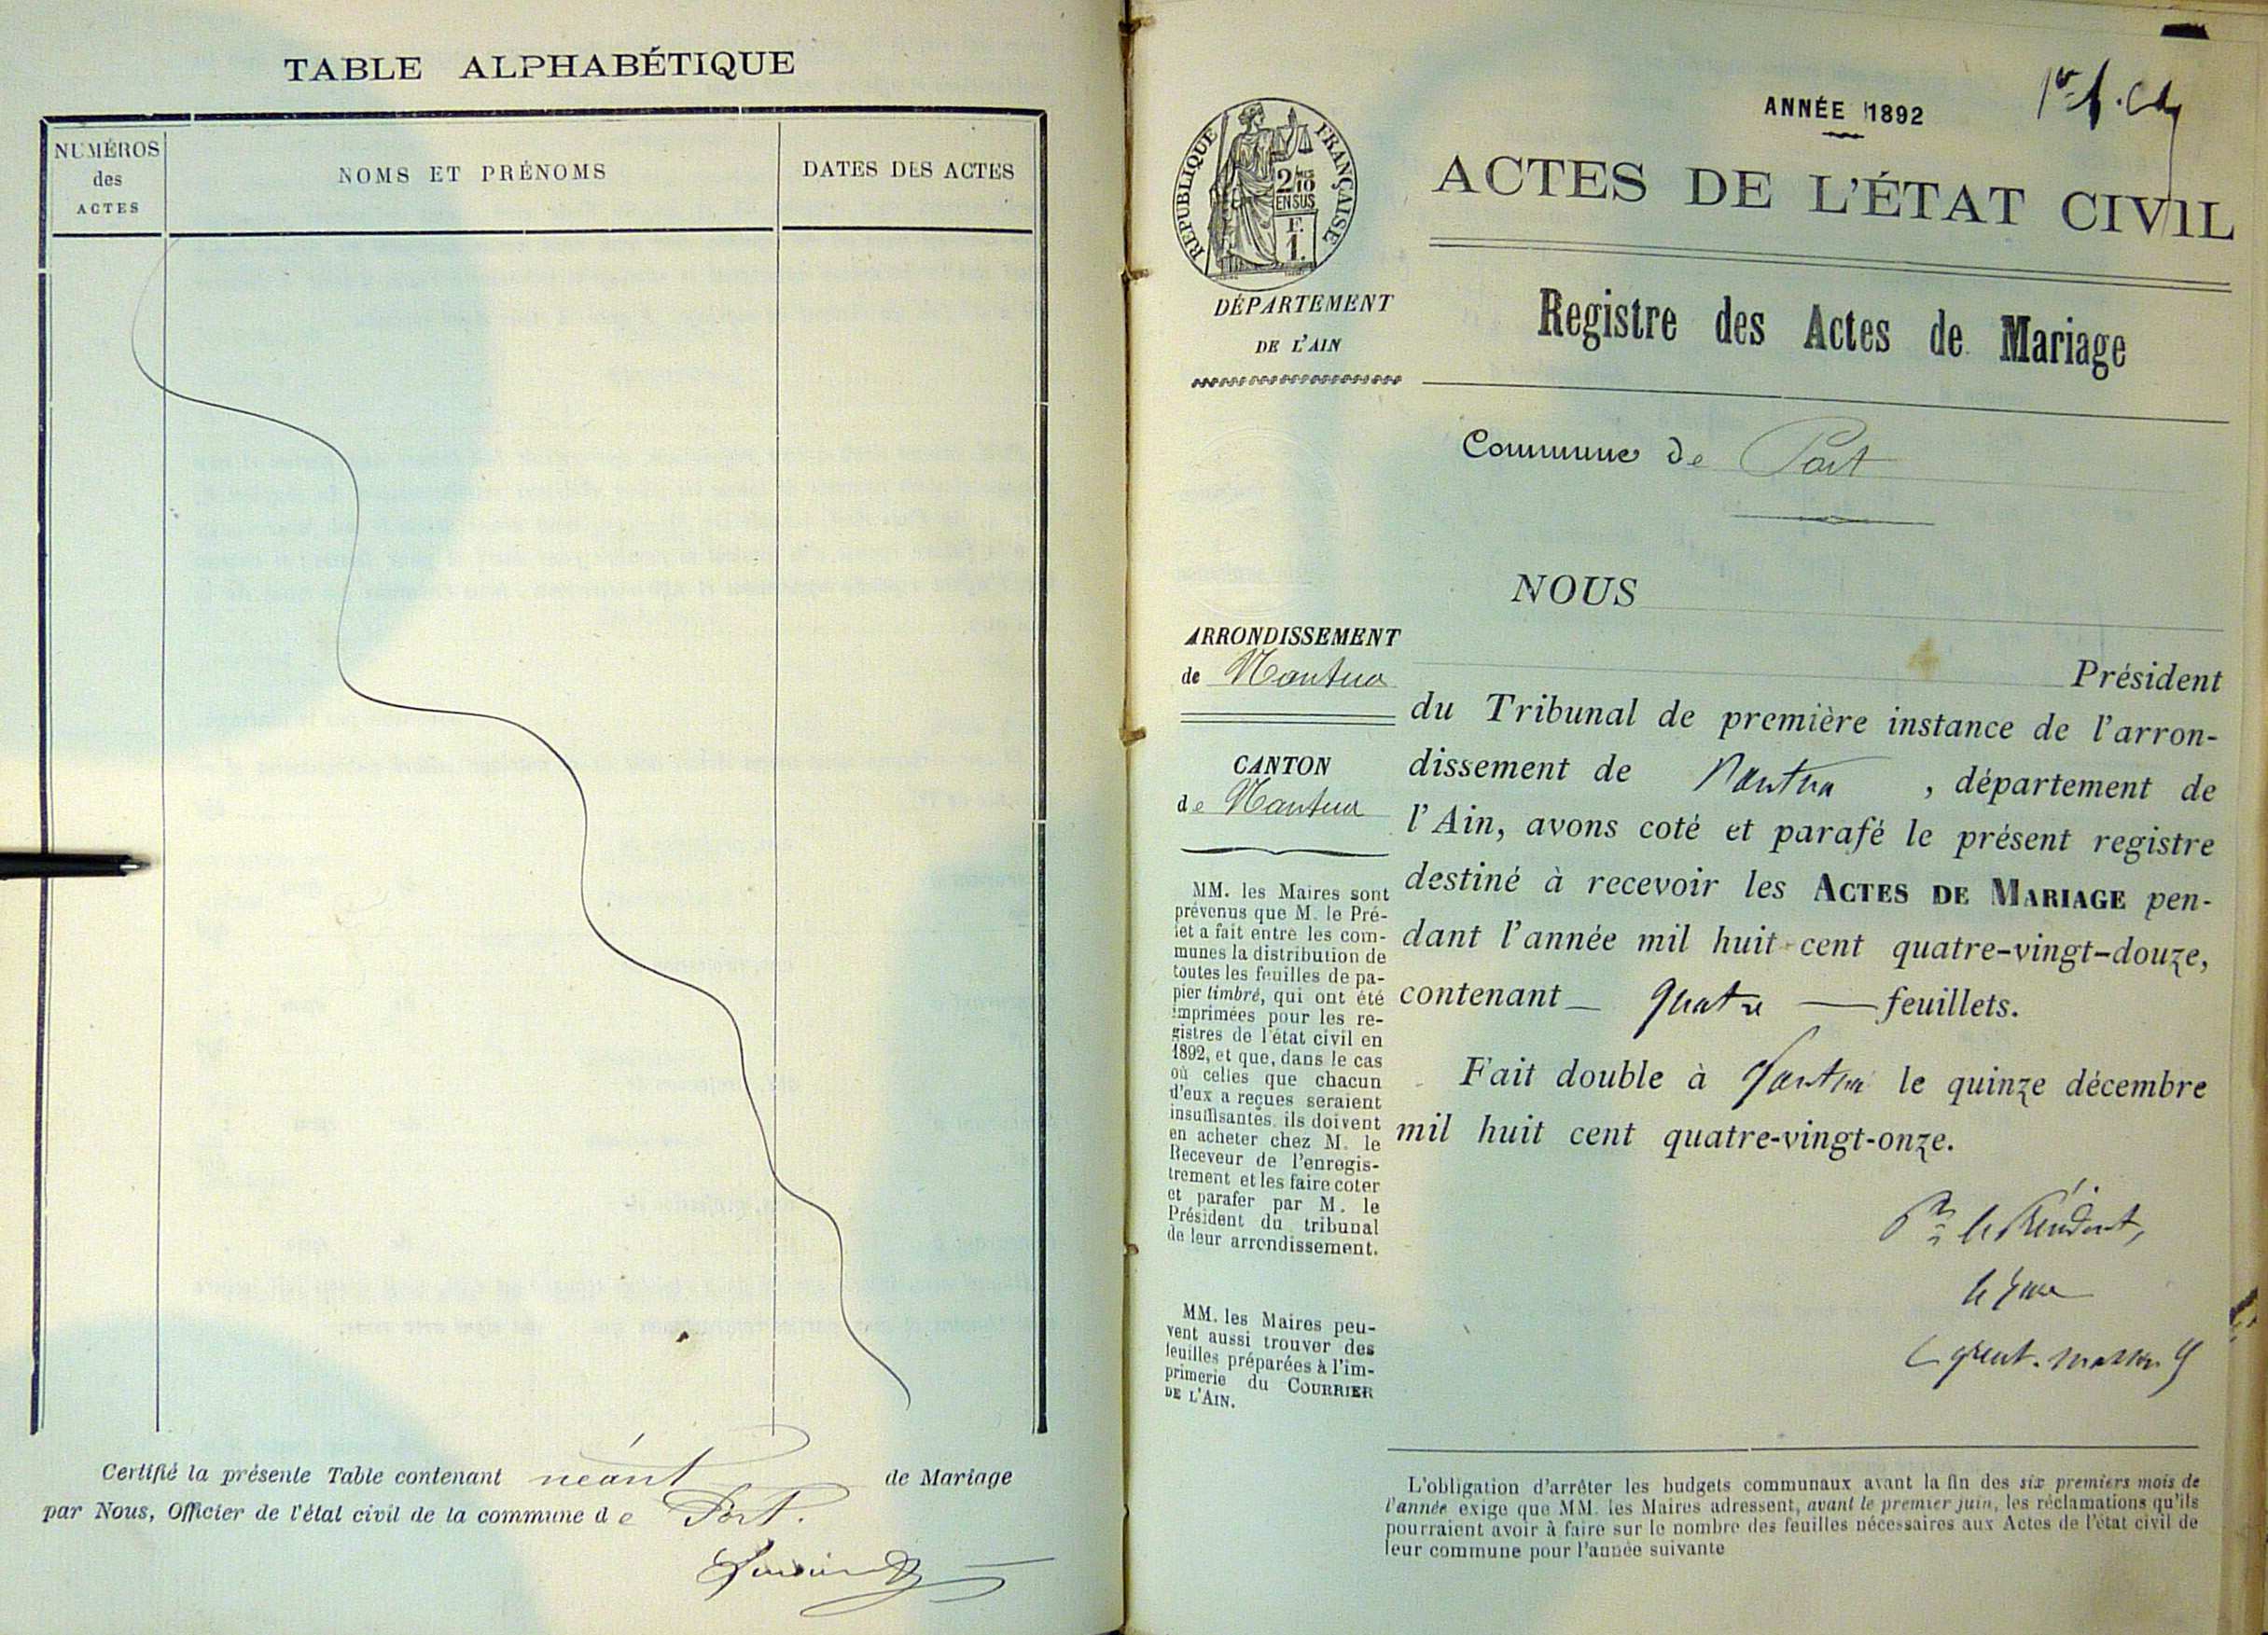 TABLE ALPHABÉTIQUE
NUMÉROS
des
ACTES
NOMS ET PRÉNOMS
DATES DES ACTES
Certifié la présente Table contenant néant de Mariage
par Nous, Officier de l'état civil de la commune de Port.
ANNÉE 1892
RÉPUBLIQUE FRANÇAISE
2/10
EN SUS
F.
1.
ACTES DE L'ÉTAT CIVIL
DÉPARTEMENT
DE L'AIN
Registre des Actes de Mariage
Commune de Port
NOUS
ARRONDISSEMENT
de Nantua
CANTON
de Nantua
MM. les Maires sont
prévenus que M. le Pré-
fet a fait entre les com-
munes la distribution de
toutes les feuilles de pa-
pier timbré, qui ont été
imprimées pour les re-
gistres de l'état civil en
1892, et que, dans le cas
où celles que chacun
d'eux a reçues seraient
insuffisantes, ils doivent
en acheter chez M. le
Receveur de l'enregis-
trement et les faire coter
et parafer par M. le
Président du tribunal
de leur arrondissement.
MM. les Maires peu-
vent aussi trouver des
feuilles préparées à l'im-
primerie du COURRIER
DE L'AIN.
Président
du Tribunal de première instance de l'arron-
dissement de Nantua, département de
l'Ain, avons coté et parafé le présent registre
destiné à recevoir les ACTES DE MARIAGE pen-
dant l'année mil huit cent quatre-vingt-douze,
contenant quatre feuillets.
Fait double à Nantua le quinze décembre
mil huit cent quatre-vingt-onze.
Pr le Président,
le Juge
L'obligation d'arrêter les budgets communaux avant la fin des six premiers mois de
l'année exige que MM. les Maires adressent, avant le premier juin, les réclamations qu'ils
pourraient avoir à faire sur le nombre des feuilles nécessaires aux Actes de l'état civil de
leur commune pour l'année suivante